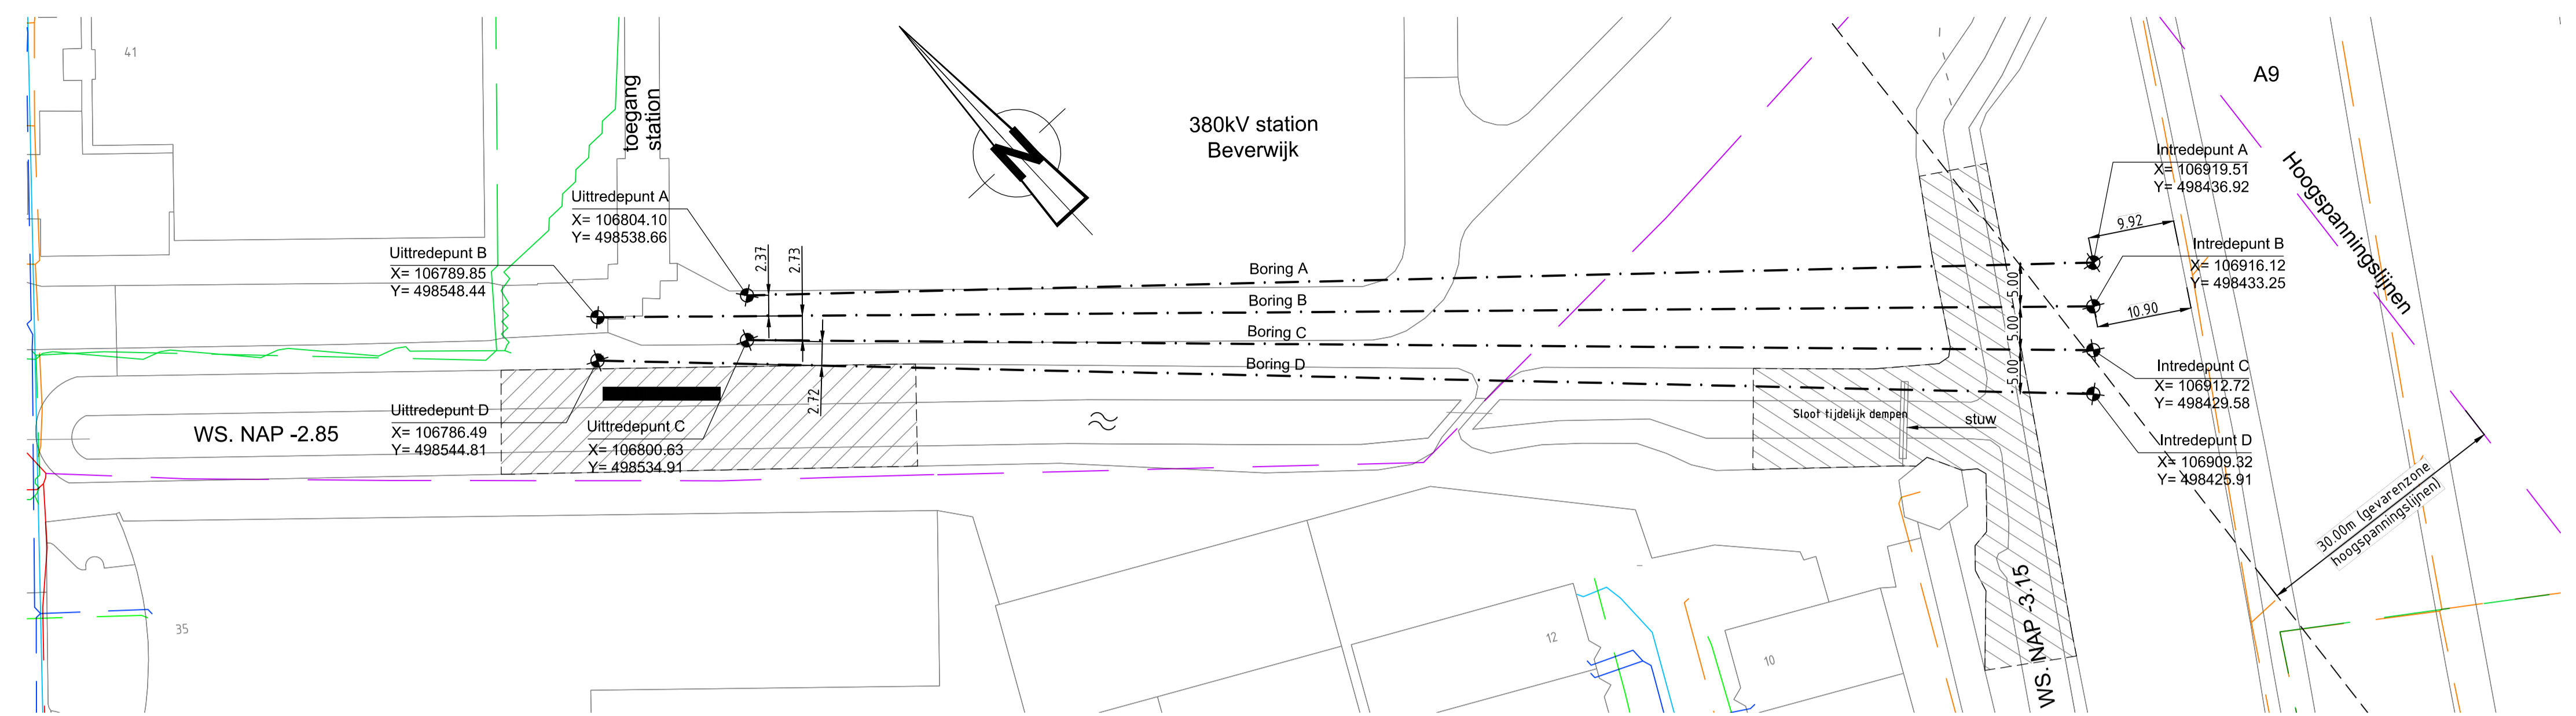 41
toegang
station
380kV station
Beverwijk
A9
Hoogspanningslijnen
Intredepunt A
X= 106919.51
Y= 498436.92
9.92
Intredepunt B
X= 106916.12
Y= 498433.25
10.90
Uittredepunt A
X= 106804.10
Y= 498538.66
Uittredepunt B
X= 106789.85
Y= 498548.44
2.37
2.73
2.72
N
Boring A
Boring B
Boring C
Boring D
5.00
5.00
5.00
Intredepunt C
X= 106912.72
Y= 498429.58
Intredepunt D
X= 106909.32
Y= 498425.91
Uittredepunt D
X= 106786.49
Y= 498544.81
Uittredepunt C
X= 106800.63
Y= 498534.91
WS. NAP -2.85
Sloot tijdelijk dempen
stuw
30.000m (gevarenzone
hoogspanningslijnen)
WS. NAP -3.15
35
12
10